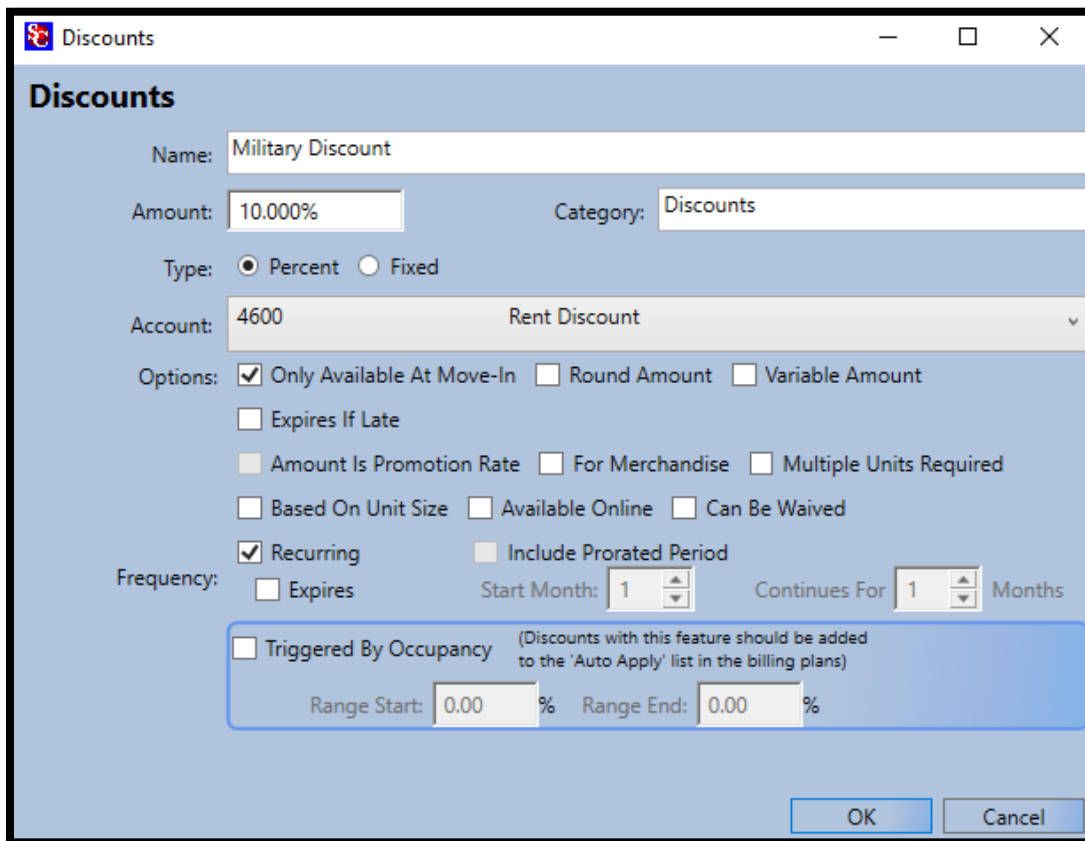 SC Discounts
Discounts
Name: Military Discount
Amount: 10.000% Category: Discounts
Type: Percent Fixed
Account: 4600 Rent Discount
Options: Only Available At Move-In Round Amount Variable Amount
Expires If Late
Amount Is Promotion Rate For Merchandise Multiple Units Required
Based On Unit Size Available Online Can Be Waived
Recurring Include Prorated Period
Frequency: Expires Start Month: 1 Continues For 1 Months
Triggered By Occupancy (Discounts with this feature should be added
to the 'Auto Apply' list in the billing plans)
Range Start: 0.00 % Range End: 0.00 %
OK Cancel